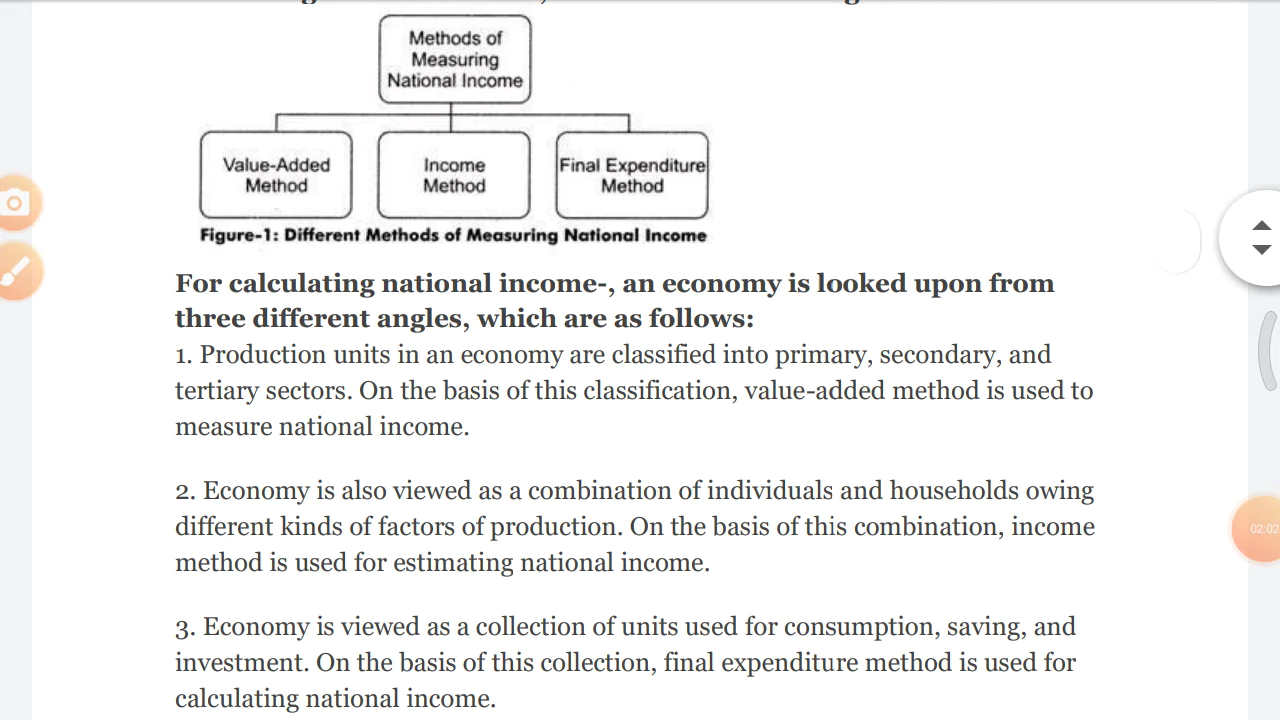 Methods of
Measuring
National Income
Value-Added
Method
Income
Method
Final Expenditure
Method
Figure-1: Different Methods of Measuring National Income
For calculating national income-, an economy is looked upon from
three different angles, which are as follows:
1. Production units in an economy are classified into primary, secondary, and
tertiary sectors. On the basis of this classification, value-added method is used to
measure national income.
2. Economy is also viewed as a combination of individuals and households owing
different kinds of factors of production. On the basis of this combination, income
method is used for estimating national income.
3. Economy is viewed as a collection of units used for consumption, saving, and
investment. On the basis of this collection, final expenditure method is used for
calculating national income.
02:02